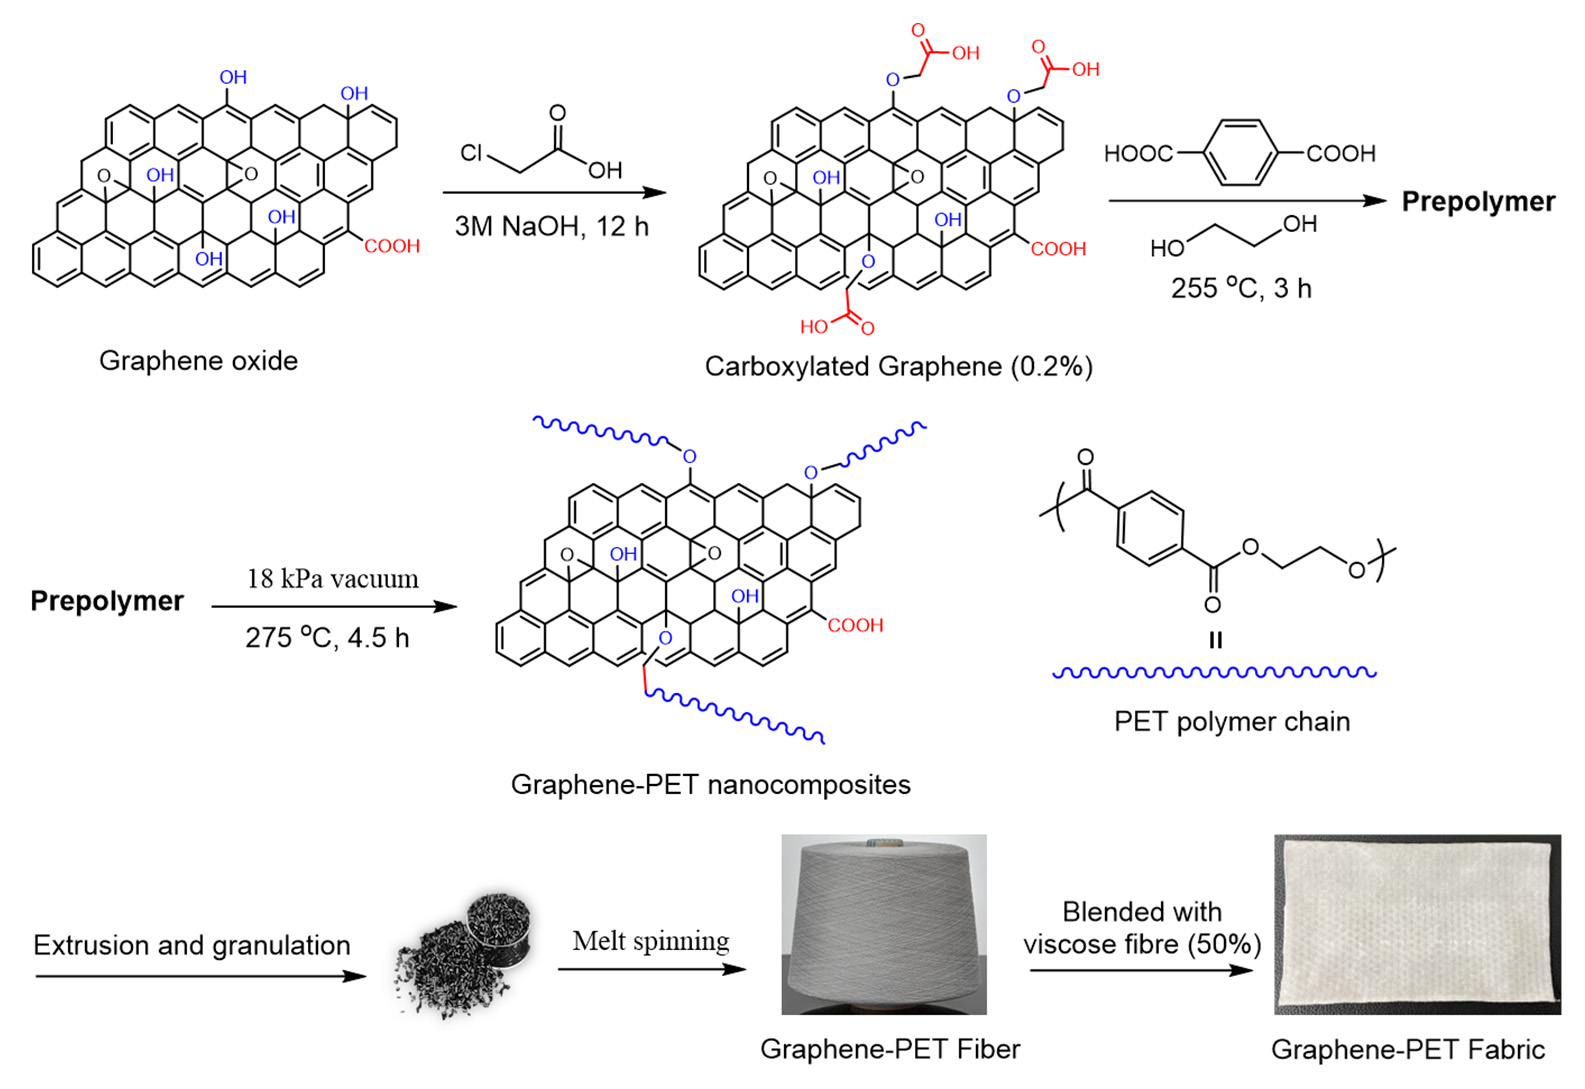 OH
OH
O
OH
O
OH
OH
COOH
Graphene oxide
Cl
O
OH
3M NaOH, 12 h
O
OH
O
O
OH
O
O
OH
O
OH
COOH
O
HO
O
Carboxylated Graphene (0.2%)
HOOC
COOH
HO
OH
255 ºC, 3 h
Prepolymer
Prepolymer
18 kPa vacuum
275 ºC, 4.5 h
O
O
O
OH
O
OH
COOH
O
Graphene-PET nanocomposites
O
O
O
O
=
PET polymer chain
Extrusion and granulation
Melt spinning
Graphene-PET Fiber
Blended with
viscose fibre (50%)
Graphene-PET Fabric